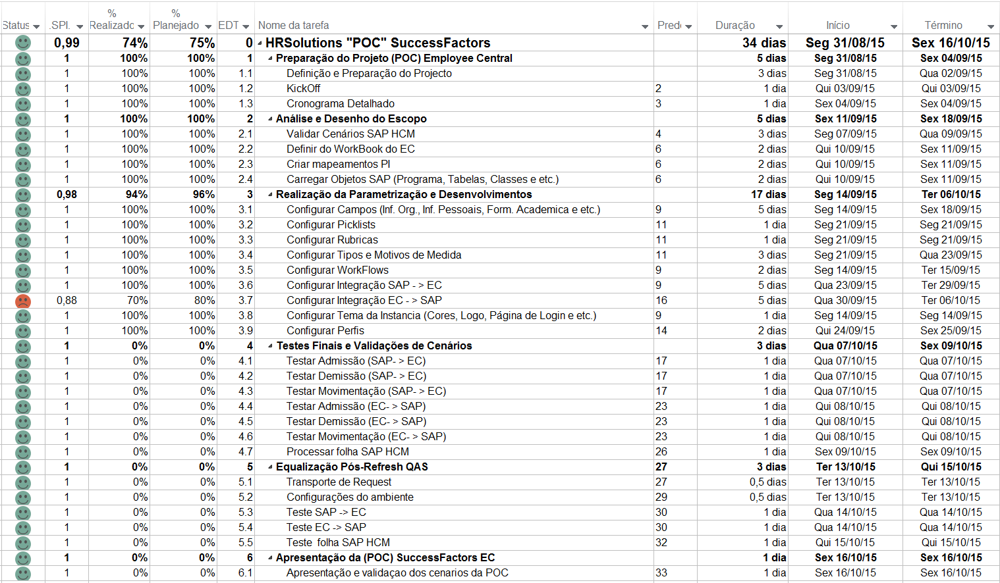 Status .SPI. % Realizado % Planejado EDT Nome da tarefa Pred Duração Início Término
0,99 74% 75% 0 HRSolutions "POC" SuccessFactors 34 dias Seg 31/08/15 Sex 16/10/15
1 100% 100% 1 Preparação do Projeto (POC) Employee Central 5 dias Seg 31/08/15 Sex 04/09/15
1 100% 100% 1.1 Definição e Preparação do Projecto 3 dias Seg 31/08/15 Qua 02/09/15
1 100% 100% 1.2 KickOff 2 1 dia Qui 03/09/15 Qui 03/09/15
1 100% 100% 1.3 Cronograma Detalhado 3 1 dia Sex 04/09/15 Sex 04/09/15
1 100% 100% 2 Análise e Desenho do Escopo 5 dias Sex 11/09/15 Sex 18/09/15
1 100% 100% 2.1 Validar Cenários SAP HCM 4 3 dias Seg 07/09/15 Qua 09/09/15
1 100% 100% 2.2 Definir do WorkBook do EC 6 2 dias Qui 10/09/15 Sex 11/09/15
1 100% 100% 2.3 Criar mapeamentos PI 6 2 dias Qui 10/09/15 Sex 11/09/15
1 100% 100% 2.4 Carregar Objetos SAP (Programa, Tabelas, Classes e etc.) 6 2 dias Qui 10/09/15 Sex 11/09/15
0,98 94% 96% 3 Realização da Parametrização e Desenvolvimentos 17 dias Seg 14/09/15 Ter 06/10/15
1 100% 100% 3.1 Configurar Campos (Inf. Org., Inf. Pessoais, Form. Academica e etc.) 9 5 dias Seg 14/09/15 Sex 18/09/15
1 100% 100% 3.2 Configurar Picklists 11 1 dia Seg 21/09/15 Seg 21/09/15
1 100% 100% 3.3 Configurar Rubricas 11 1 dia Seg 21/09/15 Seg 21/09/15
1 100% 100% 3.4 Configurar Tipos e Motivos de Medida 11 3 dias Seg 21/09/15 Qua 23/09/15
1 100% 100% 3.5 Configurar WorkFlows 9 2 dias Seg 14/09/15 Ter 15/09/15
1 100% 100% 3.6 Configurar Integração SAP - > EC 9 5 dias Qua 23/09/15 Ter 29/09/15
0,88 70% 80% 3.7 Configurar Integração EC - > SAP 16 5 dias Qua 30/09/15 Ter 06/10/15
1 100% 100% 3.8 Configurar Tema da Instancia (Cores, Logo, Página de Login e etc.) 9 1 dia Seg 14/09/15 Seg 14/09/15
1 100% 100% 3.9 Configurar Perfis 14 2 dias Qui 24/09/15 Sex 25/09/15
1 0% 0% 4 Testes Finais e Validações de Cenários 3 dias Qua 07/10/15 Sex 09/10/15
1 0% 0% 4.1 Testar Admissão (SAP- > EC) 17 1 dia Qua 07/10/15 Qua 07/10/15
1 0% 0% 4.2 Testar Demissão (SAP- > EC) 17 1 dia Qua 07/10/15 Qua 07/10/15
1 0% 0% 4.3 Testar Movimentação (SAP- > EC) 17 1 dia Qua 07/10/15 Qua 07/10/15
1 0% 0% 4.4 Testar Admissão (EC- > SAP) 23 1 dia Qui 08/10/15 Qui 08/10/15
1 0% 0% 4.5 Testar Demissão (EC- > SAP) 23 1 dia Qui 08/10/15 Qui 08/10/15
1 0% 0% 4.6 Testar Movimentação (EC- > SAP) 23 1 dia Qui 08/10/15 Qui 08/10/15
1 0% 0% 4.7 Processar folha SAP HCM 26 1 dia Sex 09/10/15 Sex 09/10/15
1 0% 0% 5 Equalização Pós-Refresh QAS 27 3 dias Ter 13/10/15 Qui 15/10/15
1 0% 0% 5.1 Transporte de Request 27 0,5 dias Ter 13/10/15 Ter 13/10/15
1 0% 0% 5.2 Configurações do ambiente 29 0,5 dias Ter 13/10/15 Ter 13/10/15
1 0% 0% 5.3 Teste SAP -> EC 30 1 dia Qua 14/10/15 Qua 14/10/15
1 0% 0% 5.4 Teste EC -> SAP 30 1 dia Qua 14/10/15 Qua 14/10/15
1 0% 0% 5.5 Teste folha SAP HCM 32 1 dia Qui 15/10/15 Qui 15/10/15
1 0% 0% 6 Apresentação da (POC) SuccessFactors EC 1 dia Sex 16/10/15 Sex 16/10/15
1 0% 0% 6.1 Apresentação e validaçao dos cenarios da POC 33 1 dia Sex 16/10/15 Sex 16/10/15